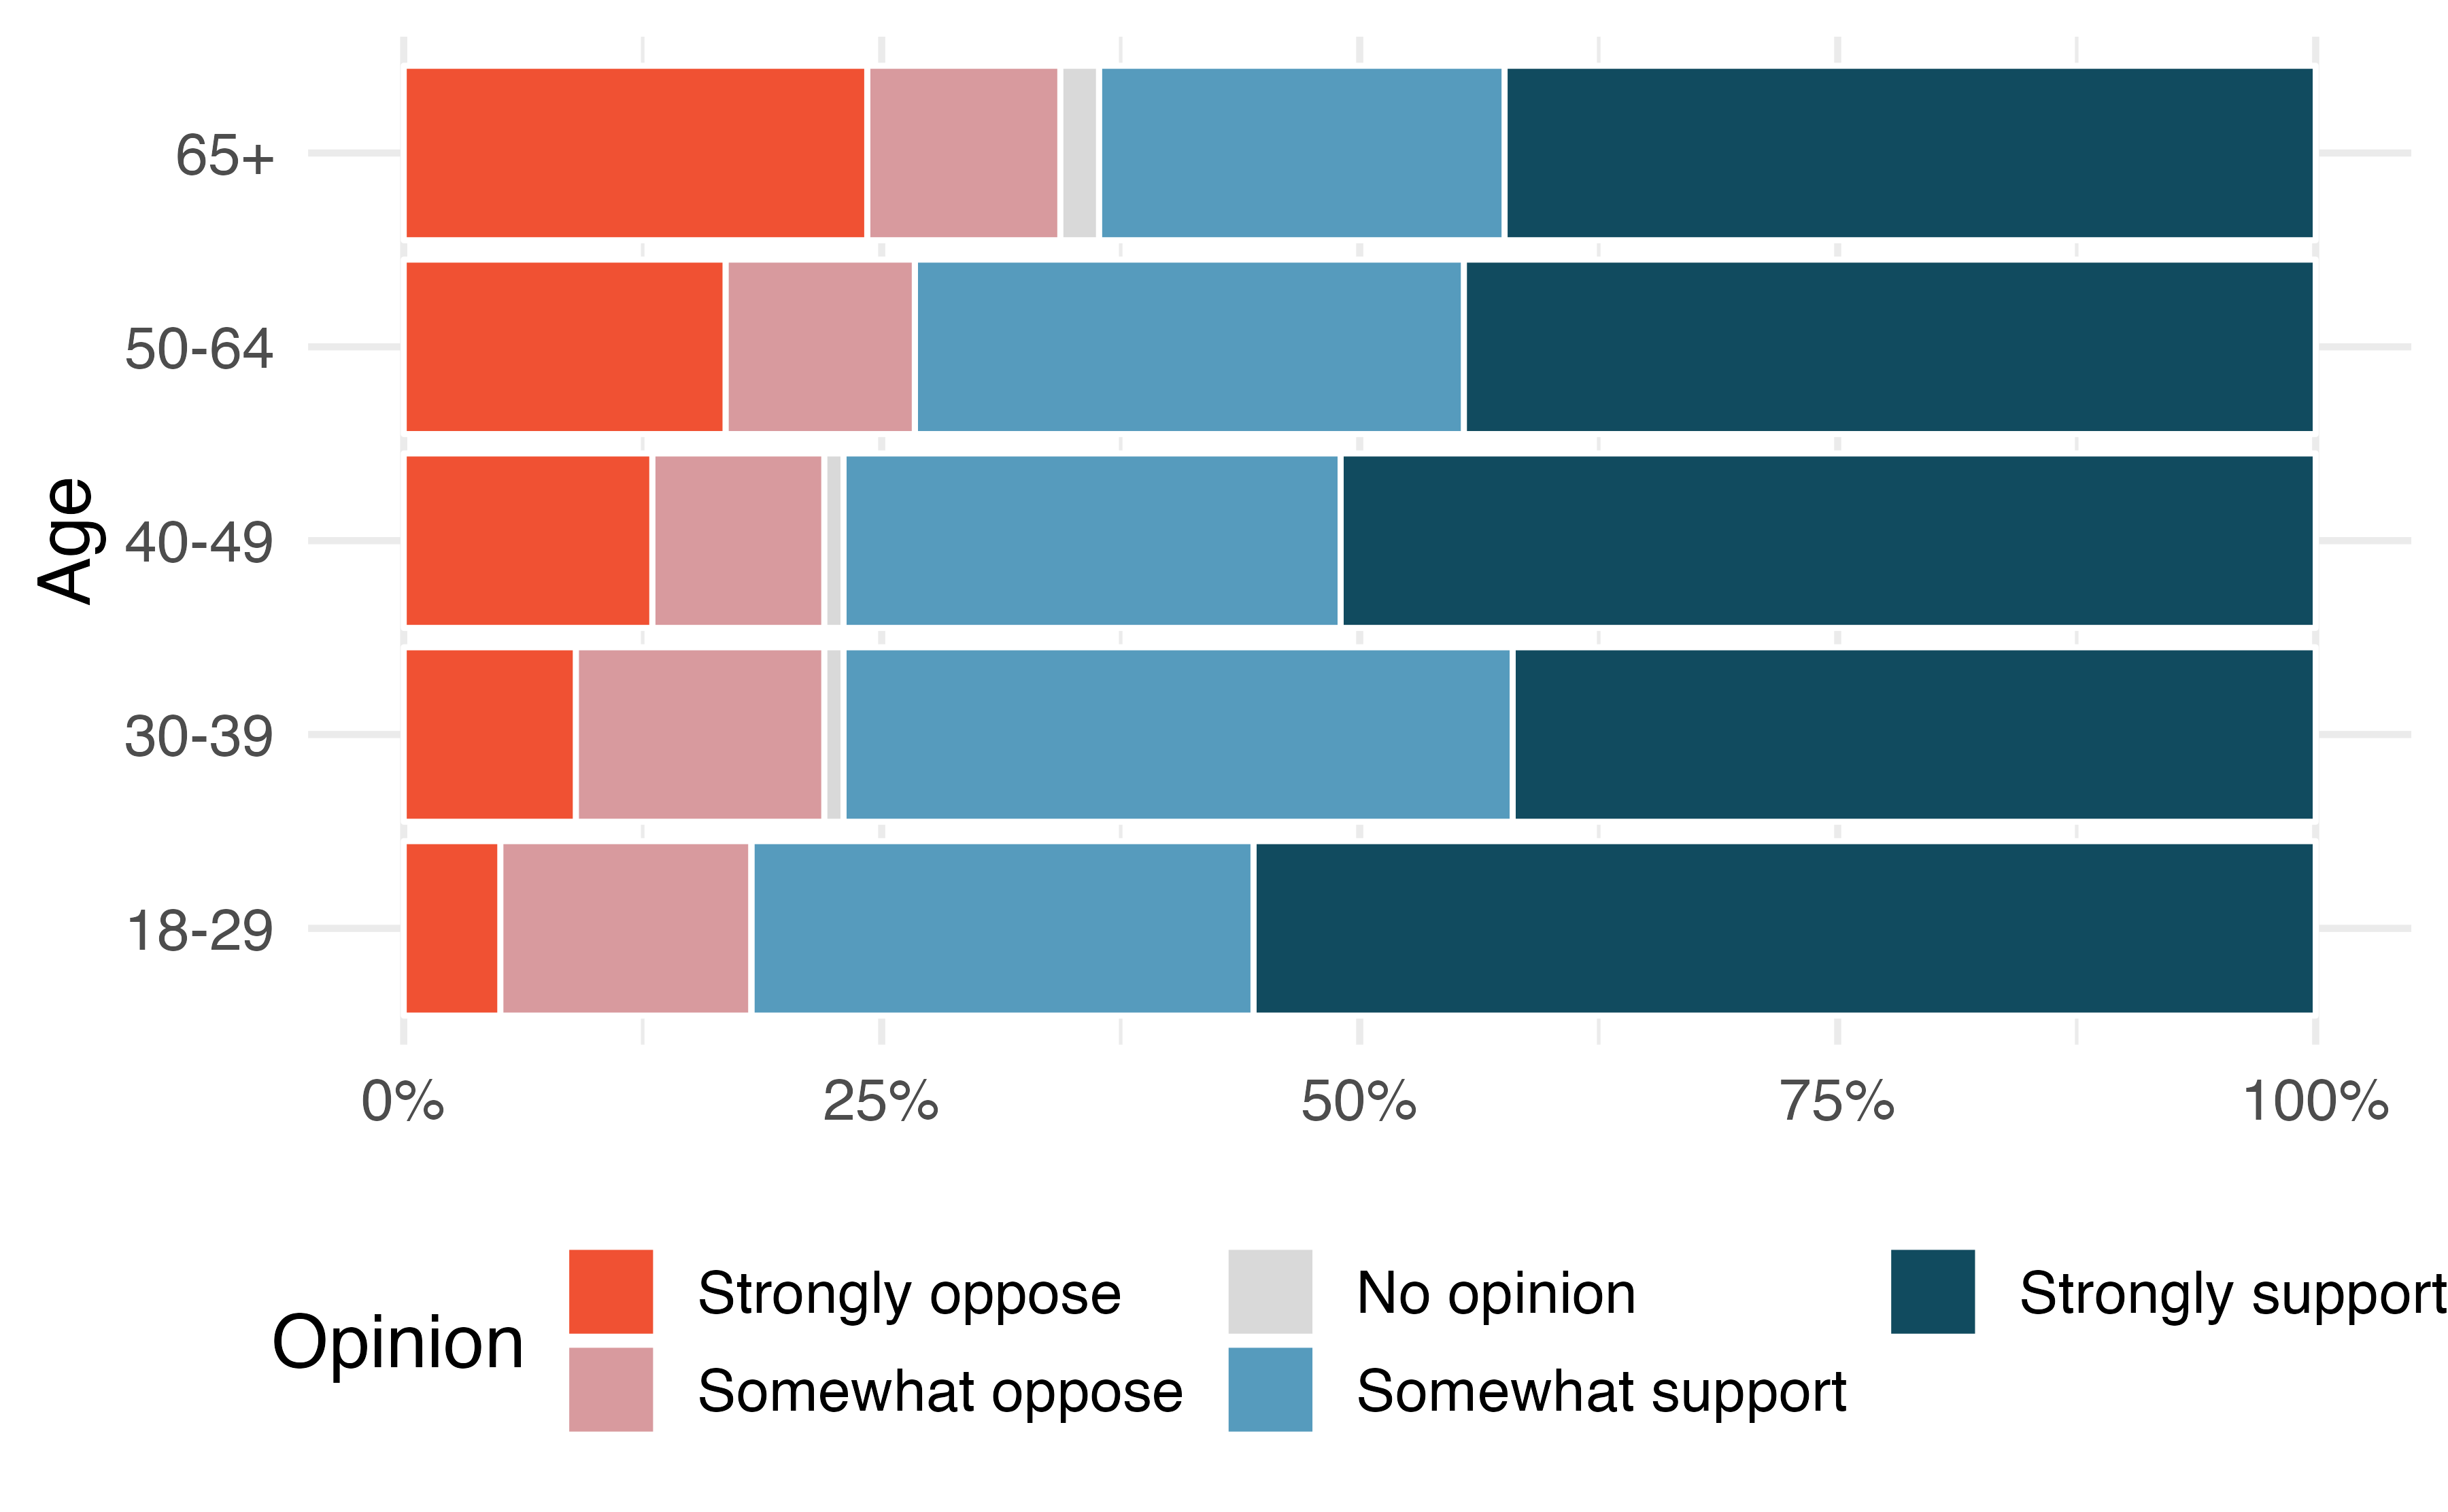 65+
50-64
40-49
30-39
18-29
Age
0% 25% 50% 75% 100%
Opinion
Strongly oppose No opinion Strongly support
Somewhat oppose Somewhat support